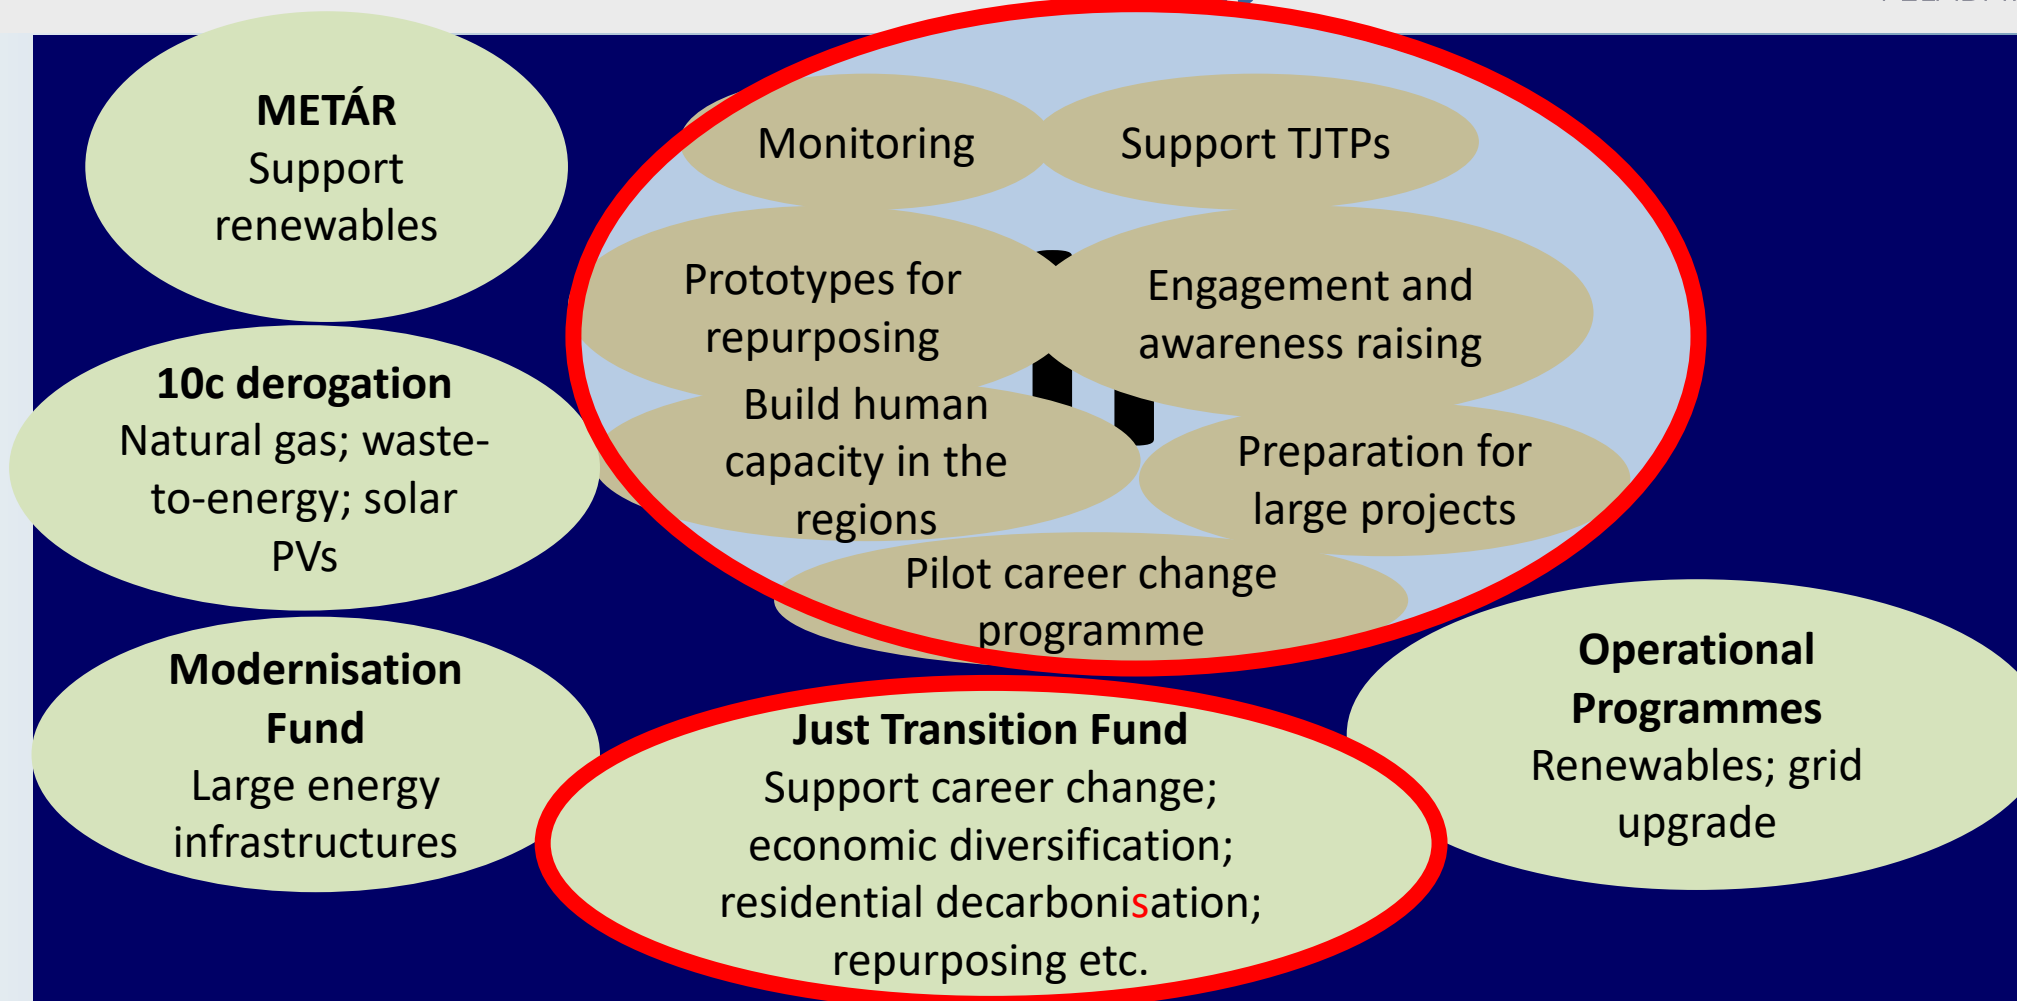 METÁR
Support
renewables
Monitoring
Support TJTPs
Prototypes for
repurposing
Engagement and
awareness raising
10c derogation
Natural gas; waste-
to-energy; solar
PVs
Build human
capacity in the
regions
Preparation for
large projects
Pilot career change
programme
Modernisation
Fund
Large energy
infrastructures
Just Transition Fund
Support career change;
economic diversification;
residential decarbonisation;
repurposing etc.
Operational
Programmes
Renewables; grid
upgrade